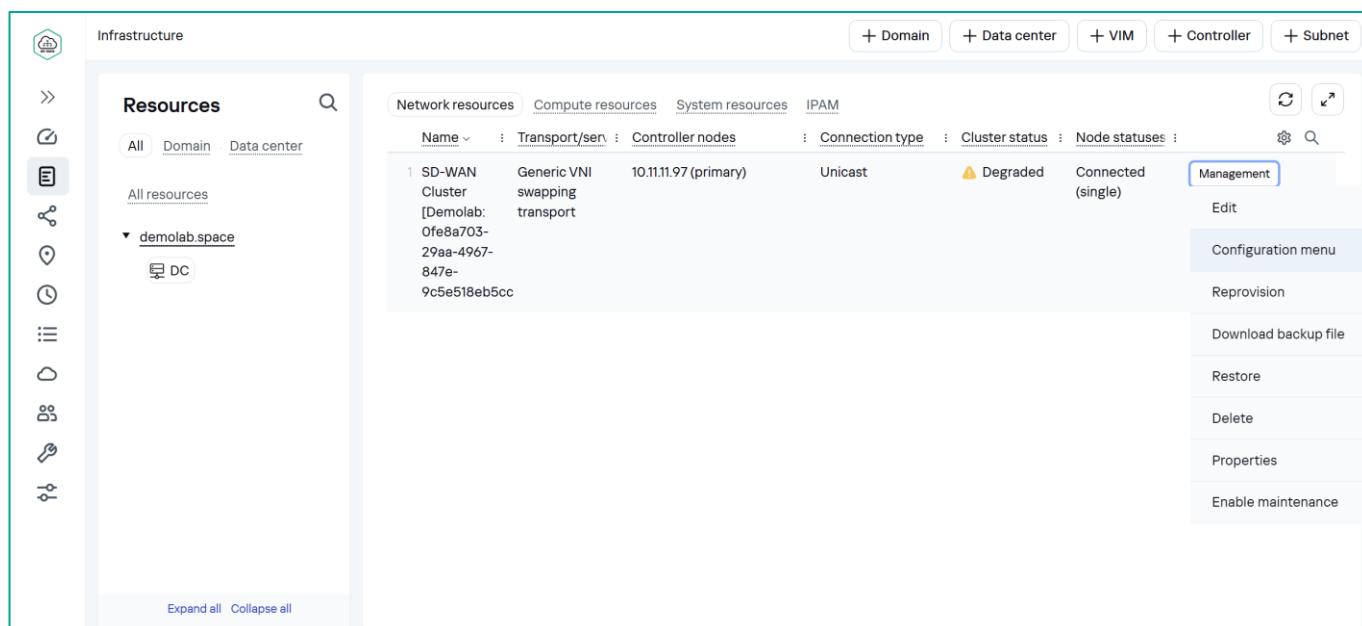 Infrastructure
+ Domain
+ Data center
+ VIM
+ Controller
+ Subnet
Resources
All Domain Data center
All resources
demolab.space
DC
Expand all Collapse all
Network resources Compute resources System resources IPAM
Name Transport/serv Controller nodes Connection type Cluster status Node statuses
1 SD-WAN Generic VNI 10.11.11.97 (primary) Unicast Degraded Connected Management
Cluster swapping (single)
[Demolab: transport
0fe8a703-
29aa-4967-
847e-
9c5e518eb5cc
Edit
Configuration menu
Reprovision
Download backup file
Restore
Delete
Properties
Enable maintenance